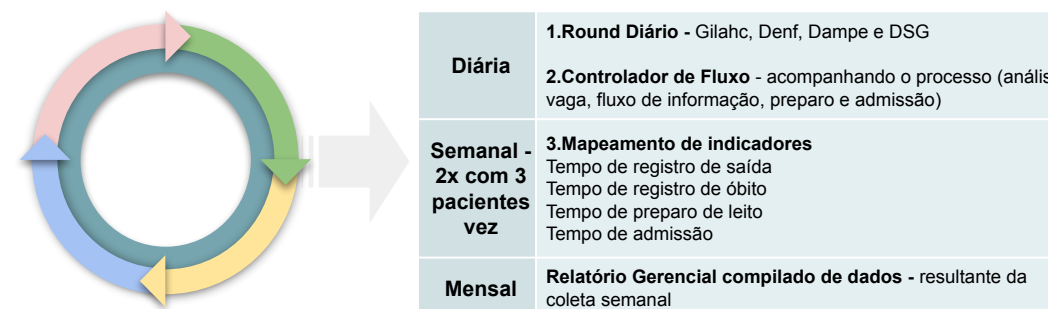 Diária
1.Round Diário - Gilahc, Denf, Dampe e DSG
2.Controlador de Fluxo - acompanhando o processo (anális
vaga, fluxo de informação, preparo e admissão)
Semanal -
2x com 3
pacientes
vez
3.Mapeamento de indicadores
Tempo de registro de saída
Tempo de registro de óbito
Tempo de preparo de leito
Tempo de admissão
Mensal
Relatório Gerencial compilado de dados - resultante da
coleta semanal